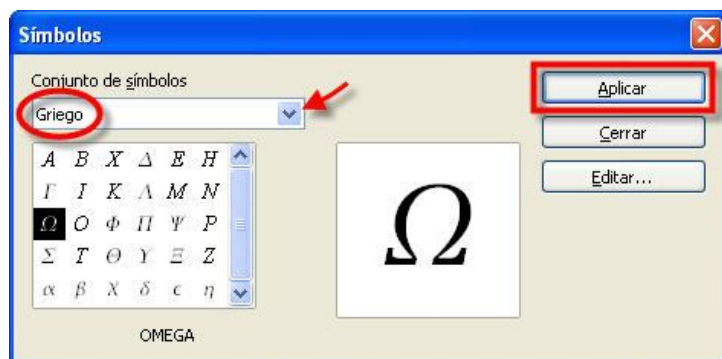 Símbolos
Conjunto de símbolos
Griego
Aplicar
Cerrar
Editar...
Α Β Χ Δ Ε Η
Γ Ι Κ Λ Μ Ν
Ω Ο Φ Π Ψ Ρ
Σ Τ Θ Υ Ξ Ζ
α β χ δ ϵ η
Ω
OMEGA